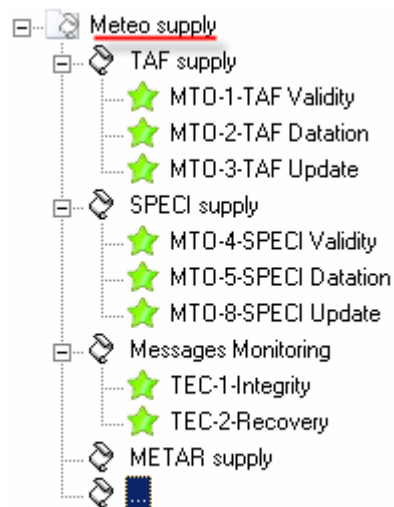 Meteo supply
TAF supply
MTO-1-TAF Validity
MTO-2-TAF Datation
MTO-3-TAF Update
SPECI supply
MTO-4-SPECI Validity
MTO-5-SPECI Datation
MTO-8-SPECI Update
Messages Monitoring
TEC-1-Integrity
TEC-2-Recovery
METAR supply
...